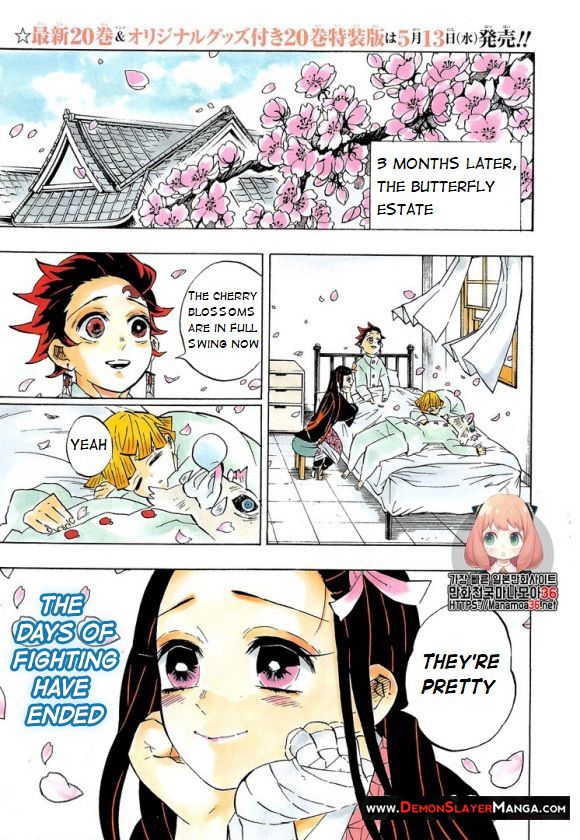 ☆最新20巻&オリジナルグッズ付き20巻特装版は5月13日(水)発売!!
3 MONTHS LATER,
THE BUTTERFLY
ESTATE
THE CHERRY
BLOSSOMS
ARE IN FULL
SWING NOW
YEAH
가장 빠른 일본만화사이트
만화천국마나모아36
HTTPS://Manamoa36.net
THE
DAYS OF
FIGHTING
HAVE
ENDED
THEY'RE
PRETTY
WWW.DEMONSLAYERMANGA.COM